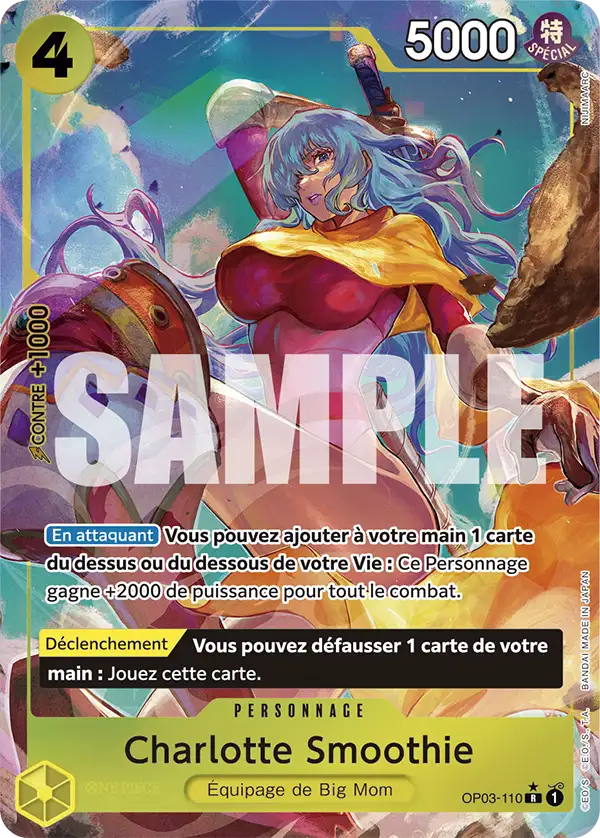 4
5000
特
SPÉCIAL
NIJIMAARC
CONTRE +1000
SAMPLE
En attaquant Vous pouvez ajouter à votre main 1 carte
du dessus ou du dessous de votre Vie : Ce Personnage
gagne +2000 de puissance pour tout le combat.
Déclenchement Vous pouvez défausser 1 carte de votre
main : Jouez cette carte.
PERSONNAGE
Charlotte Smoothie
Équipage de Big Mom
ONE PIECE
OP03-110 R 1
©E.O./S. ©E.O./S., T.A. BANDAI MADE IN JAPAN